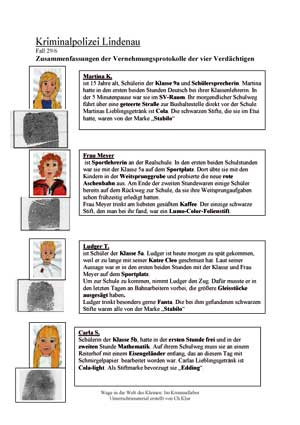 Kriminalpolizei Lindenau
Fall 29/6
Zusammenfassungen der Vernehmungsprotokolle der vier Verdächtigen
Martina K.
ist 15 Jahre alt, Schülerin der Klasse 9a und Schülersprecherin. Martina
hatte in den ersten beiden Stunden Deutsch bei ihrer Klassenlehrerin. In
der 5 Minutenpause war sie im SV-Raum. Ihr morgendlicher Schulweg
führt über eine geteerte Straße zur Bushaltestelle direkt vor der Schule.
Martinas Lieblingsgetränk ist Cola. Die schwarzen Stifte, die sie im Etui
hatte, waren von der Marke „Stabilo“
Frau Meyer
ist Sportlehrerin an der Realschule. In den ersten beiden Schulstunden
war sie mit der Klasse 5a auf dem Sportplatz. Dort übte sie mit den
Kindern in der Weitsprunggrube und probierte die neue rote
Aschenbahn aus. Am Ende der zweiten Stunde waren einige Schüler
bereits auf dem Rückweg zur Schule, da sie ihre Weitsprungaufgaben
schon frühzeitig erledigt hatten.
Frau Meyer trinkt am liebsten gesüßten Kaffee. Der einzige schwarze
Stift, den man bei ihr fand, war ein Lumo-Color-Folienstift.
Ludger T.
ist Schüler der Klasse 5a. Ludger ist heute morgen zu spät gekommen,
weil er zu lange mit seiner Katze Cleo geschmust hat. Laut seiner
Aussage war er in den ersten beiden Stunden mit der Klasse und Frau
Meyer auf dem Sportplatz.
Um zur Schule zu kommen, nimmt Ludger den Zug. Dafür musste er in
den letzten Tagen an Bahnarbeitern vorbei, die größere Gleisstücke
ausgesägt haben.
Ludger trinkt besonders gerne Fanta. Die bei ihm gefundenen schwarzen
Stifte waren alle von der Marke „Stabilo“
Carla S.
Schülerin der Klasse 5b, hatte in der ersten Stunde frei und in der
zweiten Stunde Mathematik. Auf ihrem Schulweg muss sie an einem
Reiterhof mit einem Eisengeländer entlang, das an diesem Tag mit
Schmirgelpapier bearbeitet worden war. Carlas Lieblingsgetränk ist
Cola-light. Als Stiftmarke bevorzugt sie „Edding“
Wege in die Welt des Kleinen: Im Kriminallabor
Unterrichtsmaterial erstellt von Uli Klur